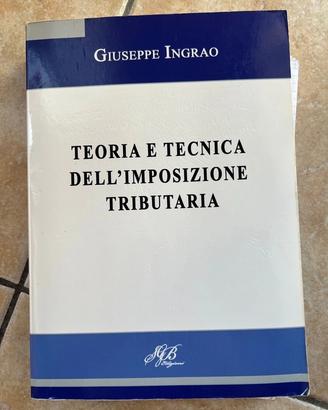 GIUSEPPE INGRAO
TEORIA E TECNICA
DELL'IMPOSIZIONE
TRIBUTARIA